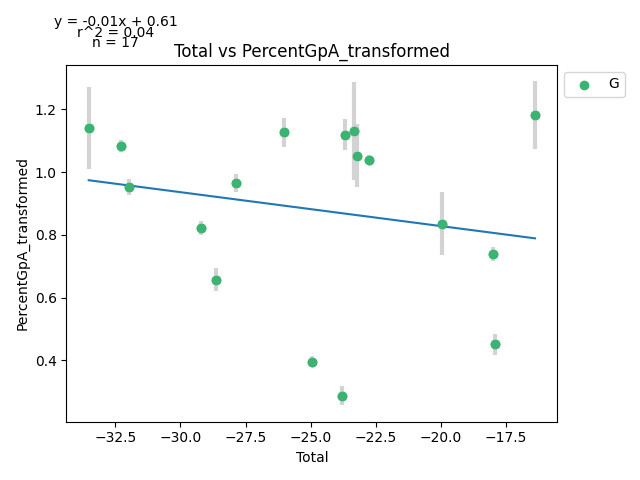 y = -0.01x + 0.61
r^2 = 0.04
n = 17
Total vs PercentGpA_transformed
G
1.2
1.0
0.8
0.6
0.4
PercentGpA_transformed
−32.5
−30.0
−27.5
−25.0
−22.5
−20.0
−17.5
Total